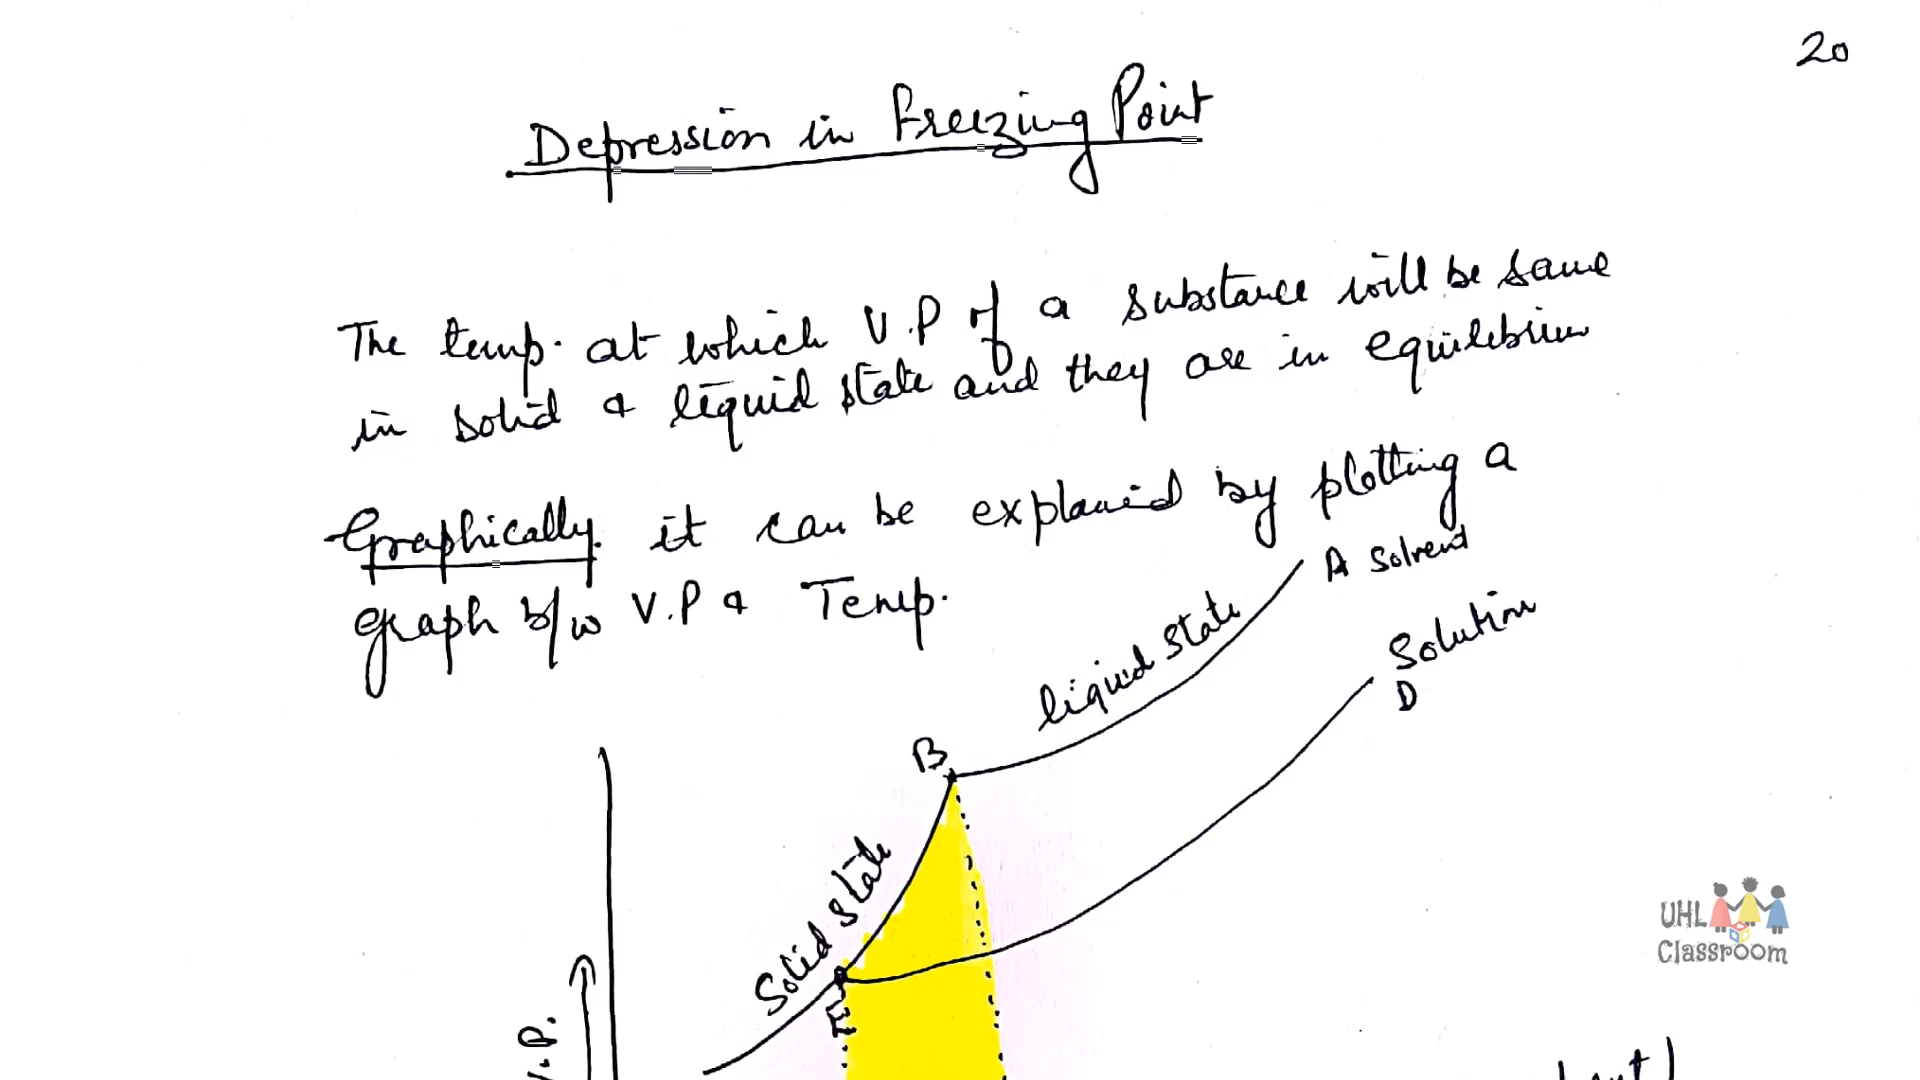 20
Depression in Freezing Point
The temp. at which V.P of a substance will be same
in solid & liquid state and they are in equilibrium
Graphically. it can be explained by plotting a
graph b/w V.P & Temp.
A Solvent
liquid state
Solution
D
B
Solid state
E
V.P.
UHL
Classroom